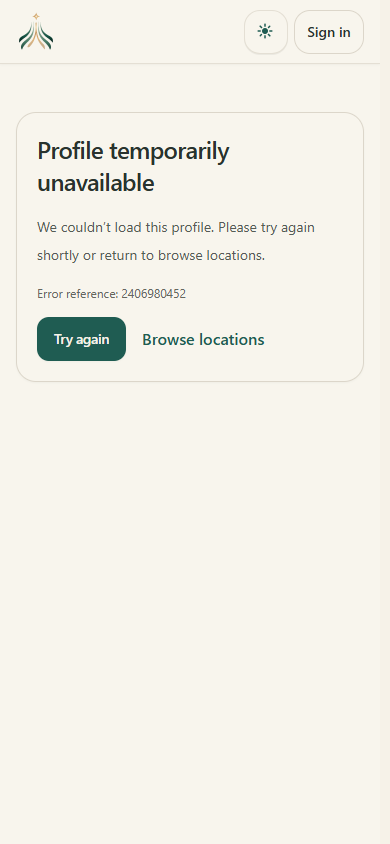 Sign in
Profile temporarily
unavailable
We couldn't load this profile. Please try again
shortly or return to browse locations.
Error reference: 2406980452
Try again
Browse locations